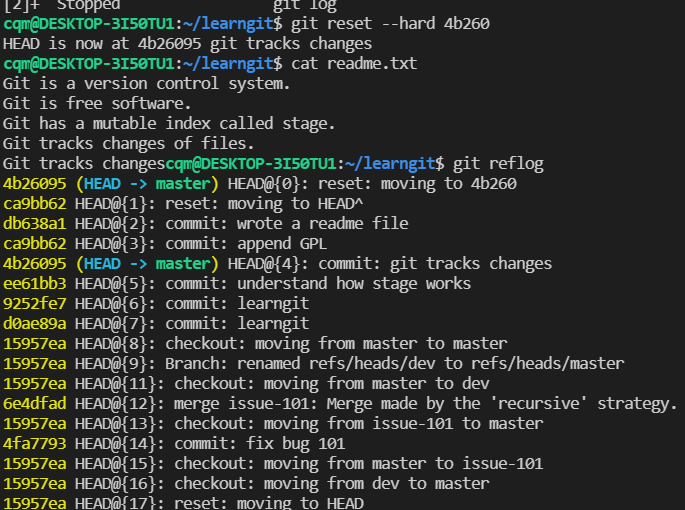 [2]+  Stopped                 git log
cqm@DESKTOP-3I50TU1:~/learngit$ git reset --hard 4b260
HEAD is now at 4b26095 git tracks changes
cqm@DESKTOP-3I50TU1:~/learngit$ cat readme.txt
Git is a version control system.
Git is free software.
Git has a mutable index called stage.
Git tracks changes of files.
Git tracks changescqm@DESKTOP-3I50TU1:~/learngit$ git reflog
4b26095 (HEAD -> master) HEAD@{0}: reset: moving to 4b260
ca9bb62 HEAD@{1}: reset: moving to HEAD^
db638a1 HEAD@{2}: commit: wrote a readme file
ca9bb62 HEAD@{3}: commit: append GPL
4b26095 (HEAD -> master) HEAD@{4}: commit: git tracks changes
ee61bb3 HEAD@{5}: commit: understand how stage works
9252fe7 HEAD@{6}: commit: learngit
d0ae89a HEAD@{7}: commit: learngit
15957ea HEAD@{8}: checkout: moving from master to master
15957ea HEAD@{9}: Branch: renamed refs/heads/dev to refs/heads/master
15957ea HEAD@{11}: checkout: moving from master to dev
6e4dfad HEAD@{12}: merge issue-101: Merge made by the 'recursive' strategy.
15957ea HEAD@{13}: checkout: moving from issue-101 to master
4fa7793 HEAD@{14}: commit: fix bug 101
15957ea HEAD@{15}: checkout: moving from master to issue-101
15957ea HEAD@{16}: checkout: moving from dev to master
15957ea HEAD@{17}: reset: moving to HEAD